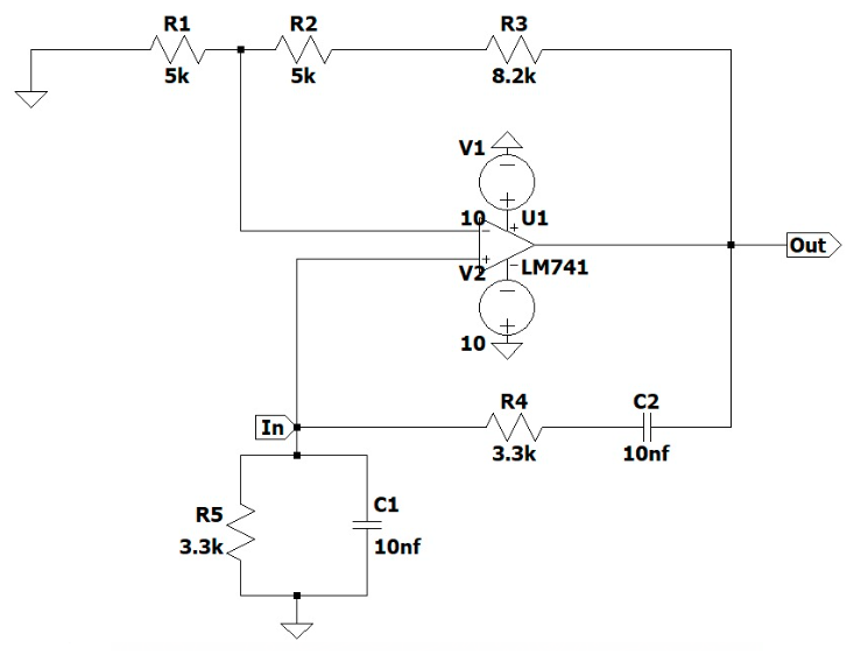 R1 R2 R3
5k 5k 8.2k
V1
10 U1
V2 LM741
10
Out
R4 C2
In
3.3k 10nf
R5 C1
3.3k 10nf